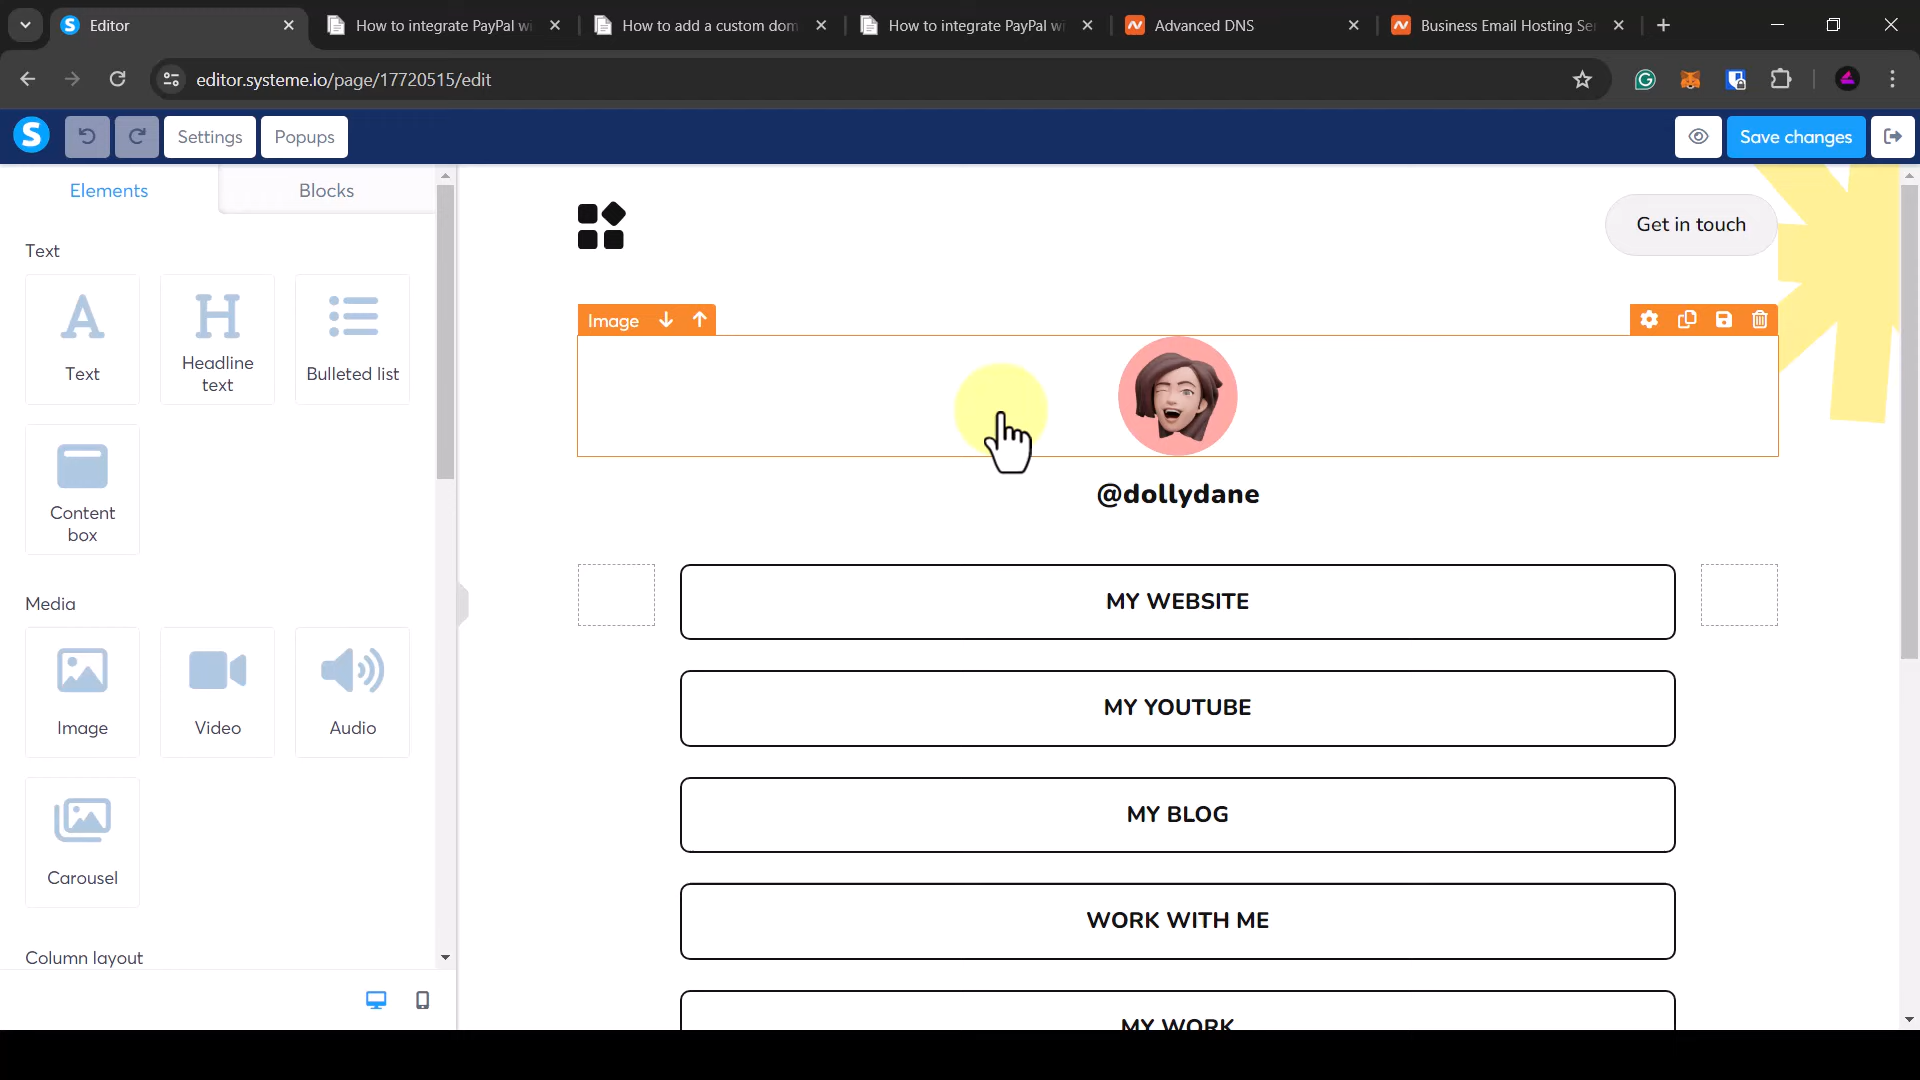 Editor
How to integrate PayPal wi
How to add a custom dom
How to integrate PayPal wi
Advanced DNS
Business Email Hosting Ser
editor.systeme.io/page/17720515/edit
S
Settings
Popups
Save changes
Elements
Blocks
Text
Text
Headline
text
Bulleted list
Content
box
Media
Image
Video
Audio
Carousel
Column layout
Get in touch
Image
@dollydane
MY WEBSITE
MY YOUTUBE
MY BLOG
WORK WITH ME
MY WORK